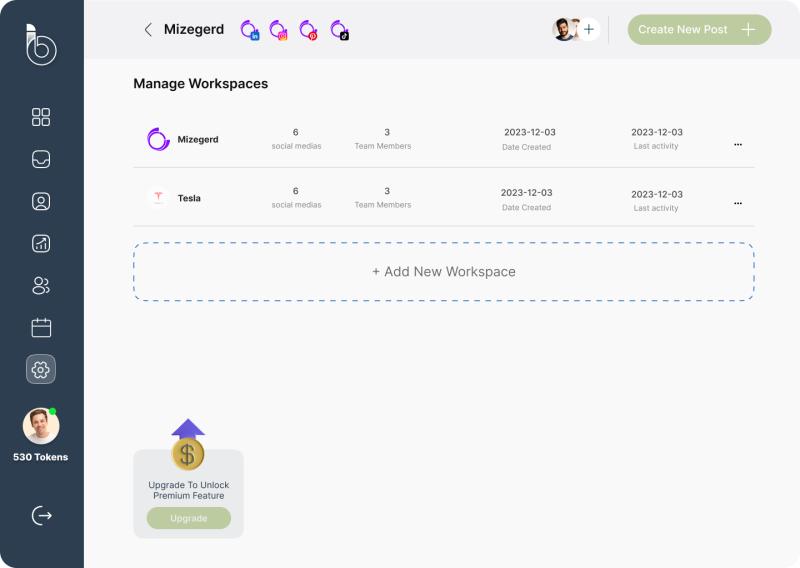 Mizegerd
Create New Post
Manage Workspaces
Mizegerd
6
social medias
3
Team Members
2023-12-03
Date Created
2023-12-03
Last activity
...
Tesla
6
social medias
3
Team Members
2023-12-03
Date Created
2023-12-03
Last activity
...
+ Add New Workspace
530 Tokens
$
Upgrade To Unlock
Premium Feature
Upgrade